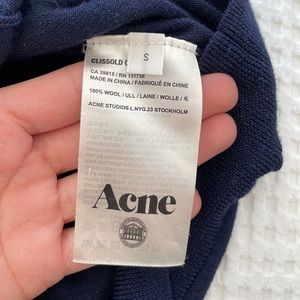 CLISSOLD
S
CA 39815 / RN 131738
MADE IN CHINA / FABRIQUÉ EN CHINE
100% WOOL / ULL / LAINE / WOLLE /
ACNE STUDIOS L.NYG.23 STOCKHOLM
Acne